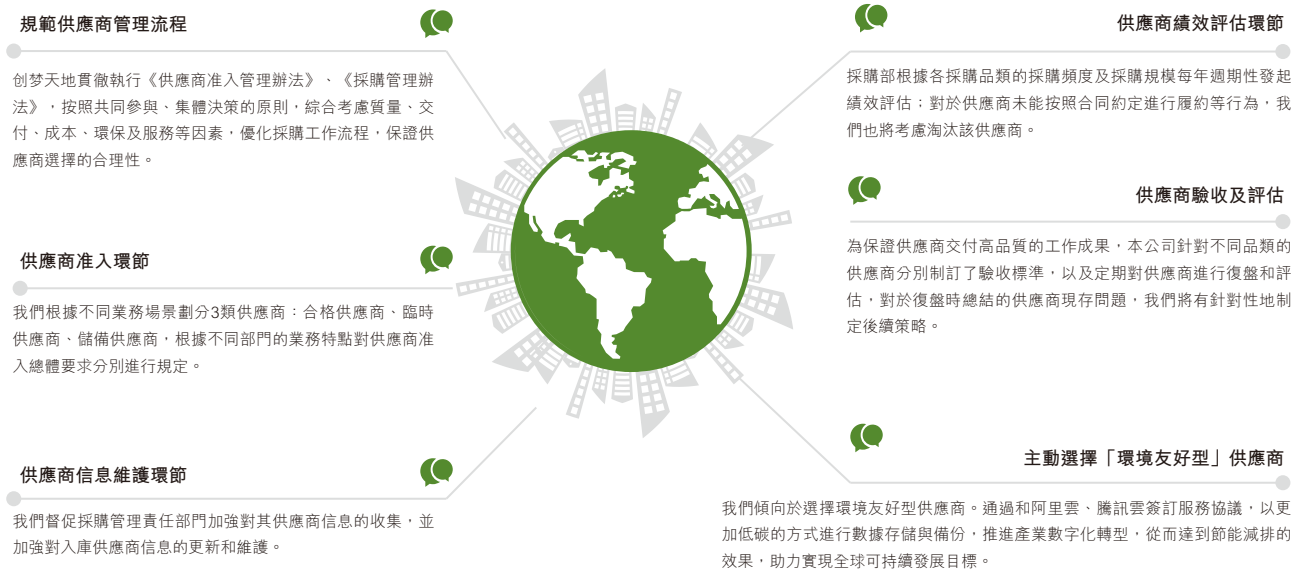 規範供應商管理流程
创梦天地貫徹執行《供應商准入管理辦法》、《採購管理辦
法》，按照共同參與、集體決策的原則，綜合考慮質量、交
付、成本、環保及服務等因素，優化採購工作流程，保證供
應商選擇的合理性。
供應商准入環節
我們根據不同業務場景劃分3類供應商：合格供應商、臨時
供應商、儲備供應商，根據不同部門的業務特點對供應商准
入總體要求分別進行規定。
供應商信息維護環節
我們督促採購管理責任部門加強對其供應商信息的收集，並
加強對入庫供應商信息的更新和維護。
供應商績效評估環節
採購部根據各採購品類的採購頻度及採購規模每年週期性發起
績效評估；對於供應商未能按照合同約定進行履約等行為，我
們也將考慮淘汰該供應商。
供應商驗收及評估
為保證供應商交付高品質的工作成果，本公司針對不同品類的
供應商分別制訂了驗收標準，以及定期對供應商進行復盤和評
估，對於復盤時總結的供應商現存問題，我們將有針對性地制
定後續策略。
主動選擇「環境友好型」供應商
我們傾向於選擇環境友好型供應商。通過和阿里雲、騰訊雲簽訂服務協議，以更
加低碳的方式進行數據存儲與備份，推進產業數字化轉型，從而達到節能減排的
效果，助力實現全球可持續發展目標。